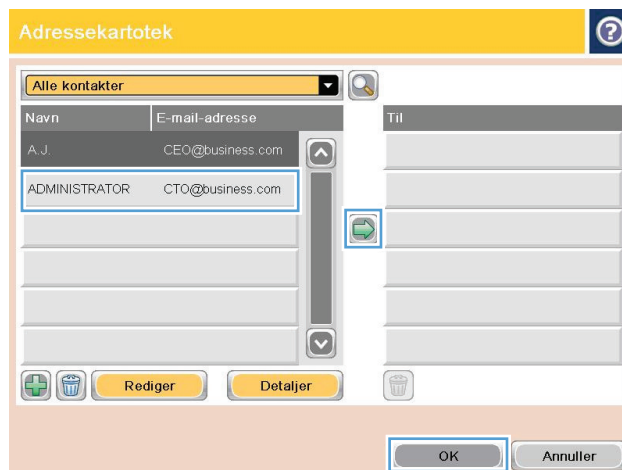 Adressekartotek
Alle kontakter
Navn E-mail-adresse Til
A.J. CEO@business.com
ADMINISTRATOR CTO@business.com
Rediger Detaljer
OK Annuller